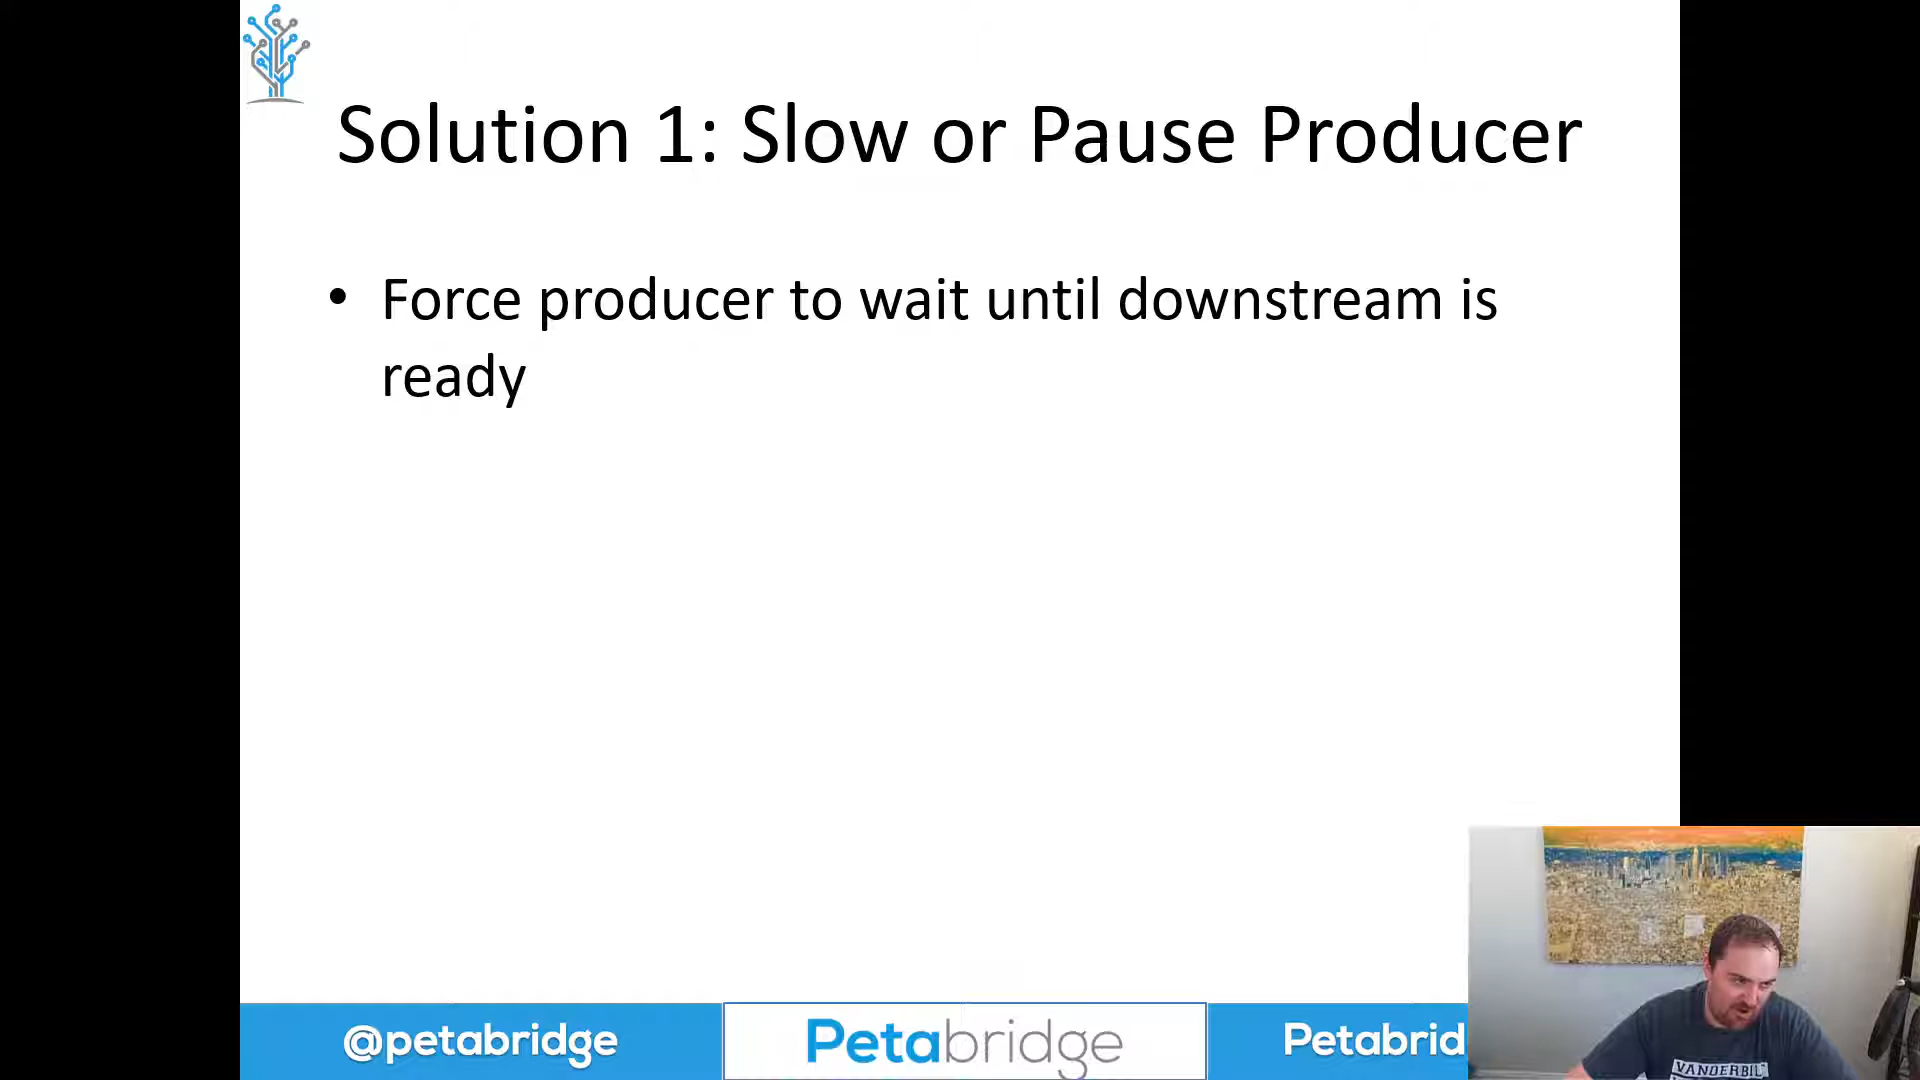 Solution 1: Slow or Pause Producer
• Force producer to wait until downstream is
ready
@petabridge
Petabridge
Petabrid
VANDERBIL